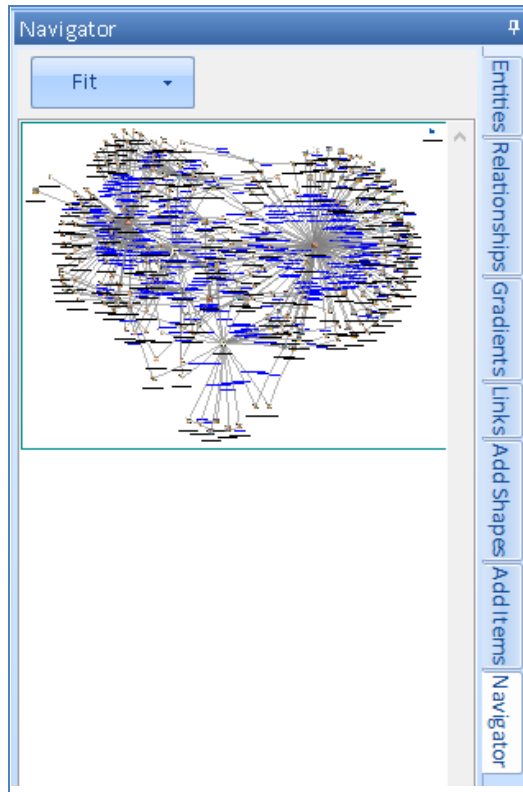 Navigator
Fit
Entities
Relationships
Gradients
Links
Add Shapes
Add Items
Navigator